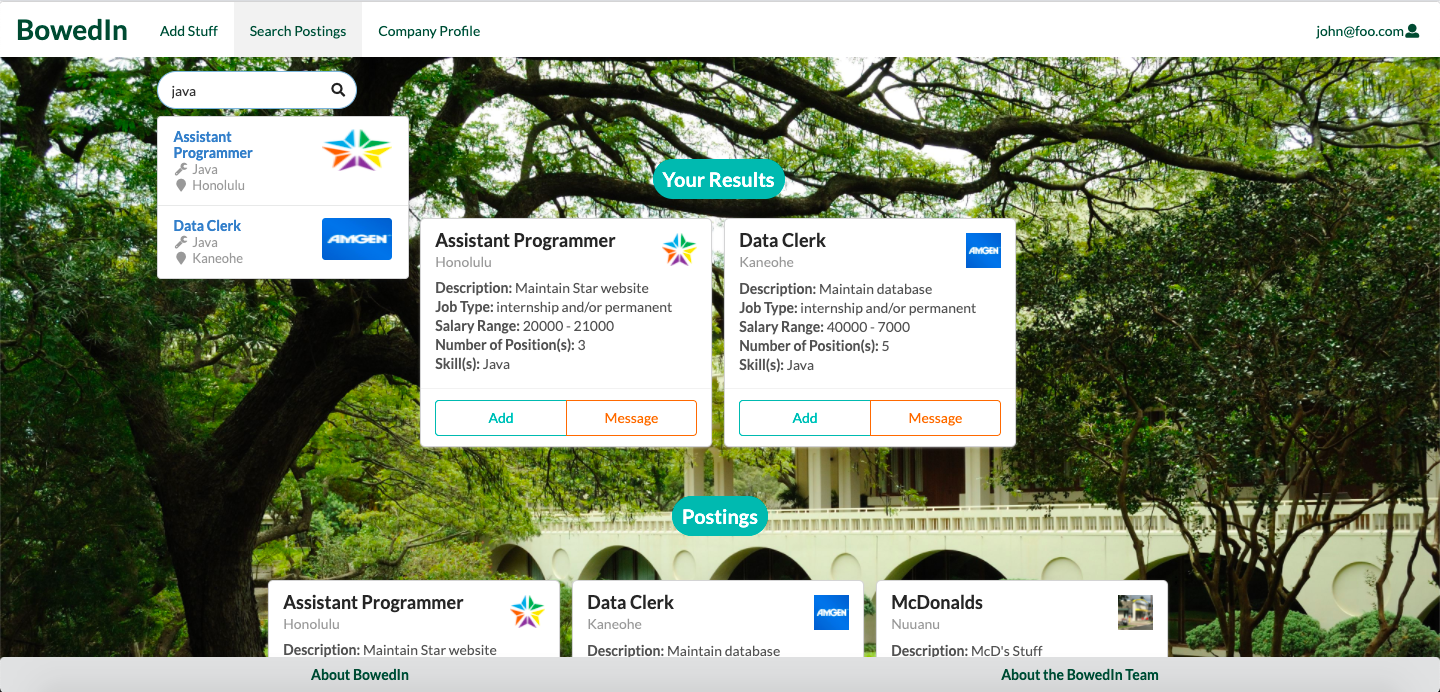 BowedIn Add Stuff Search Postings Company Profile john@foo.com
java
Assistant
Programmer
Java
Honolulu
Data Clerk
Java
Kaneohe
AMGEN
Your Results
Assistant Programmer
Honolulu
Description: Maintain Star website
Job Type: internship and/or permanent
Salary Range: 20000 - 21000
Number of Position(s): 3
Skill(s): Java
Add Message
Data Clerk
Kaneohe
AMGEN
Description: Maintain database
Job Type: internship and/or permanent
Salary Range: 40000 - 7000
Number of Position(s): 5
Skill(s): Java
Add Message
Postings
Assistant Programmer
Honolulu
Description: Maintain Star website
Data Clerk
Kaneohe
AMGEN
Description: Maintain database
McDonalds
Nuuanu
Description: McD's Stuff
About BowedIn About the BowedIn Team